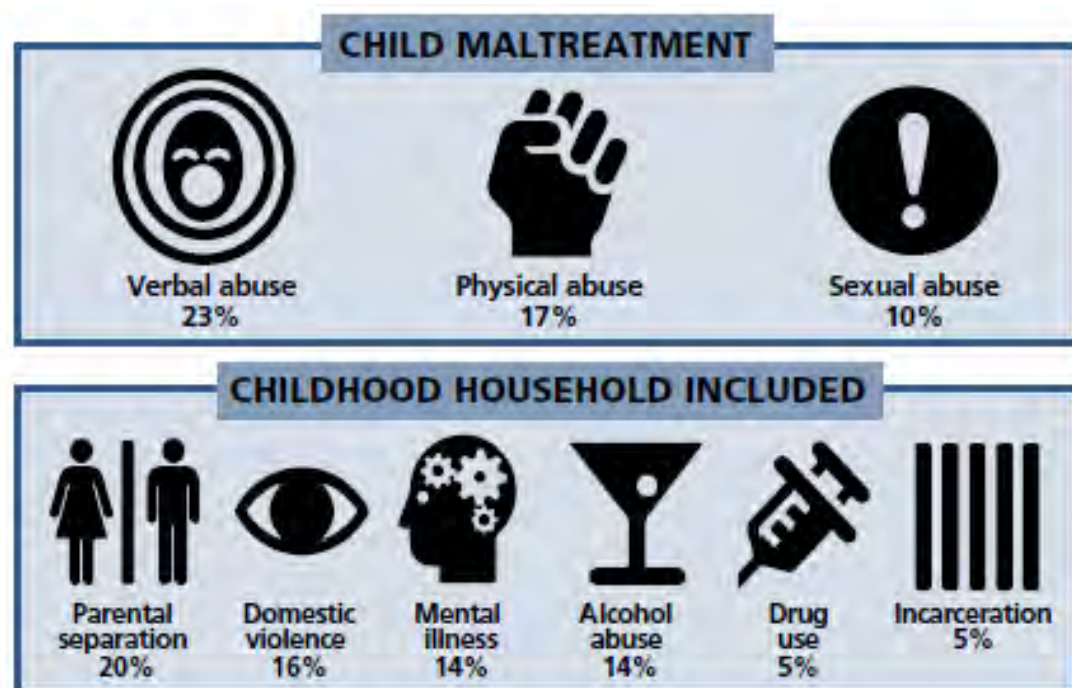 CHILD MALTREATMENT
Verbal abuse
23%
Physical abuse
17%
Sexual abuse
10%
CHILDHOOD HOUSEHOLD INCLUDED
Parental
separation
20%
Domestic
violence
16%
Mental
illness
14%
Alcohol
abuse
14%
Drug
use
5%
Incarceration
5%